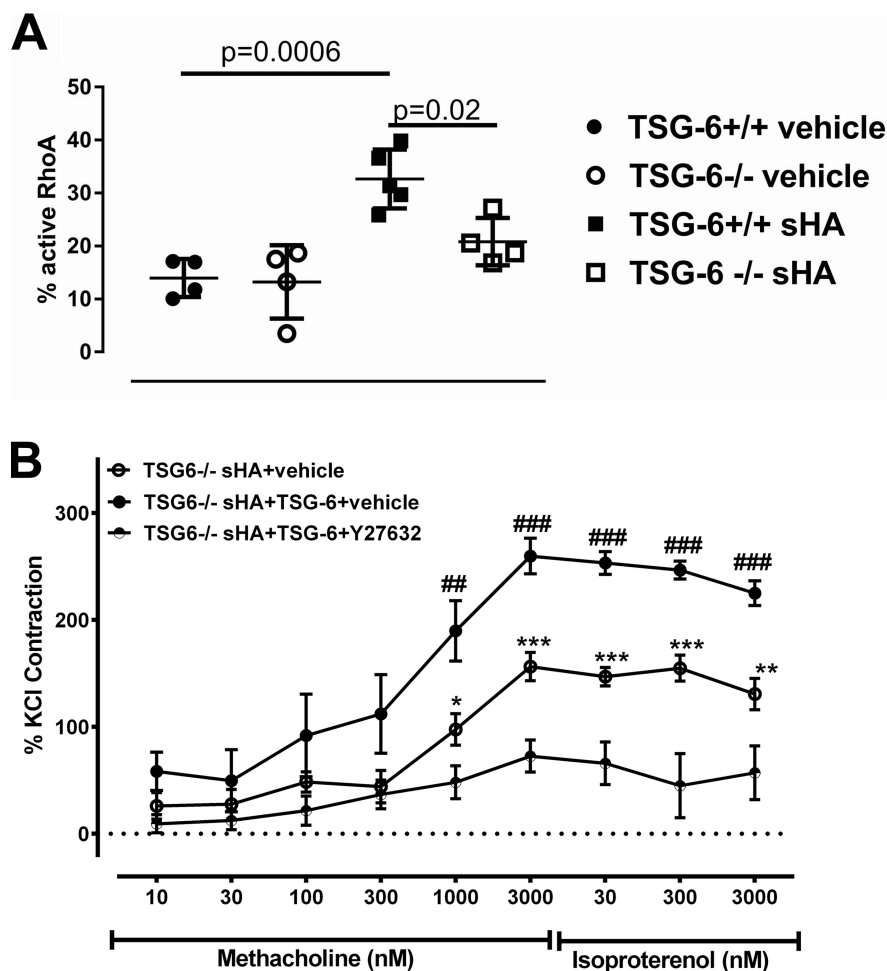 A
p=0.0006
p=0.02
% active RhoA
50
40
30
20
10
0
TSG-6+/+ vehicle
TSG-6-/- vehicle
TSG-6+/+ sHA
TSG-6 -/- sHA
B
TSG6-/- sHA+vehicle
TSG6-/- sHA+TSG-6+vehicle
TSG6-/- sHA+TSG-6+Y27632
% KCl Contraction
300
200
100
0
## ### ### ### ###
* *** *** *** **
10 30 100 300 1000 3000 30 300 3000
Methacholine (nM) Isoproterenol (nM)